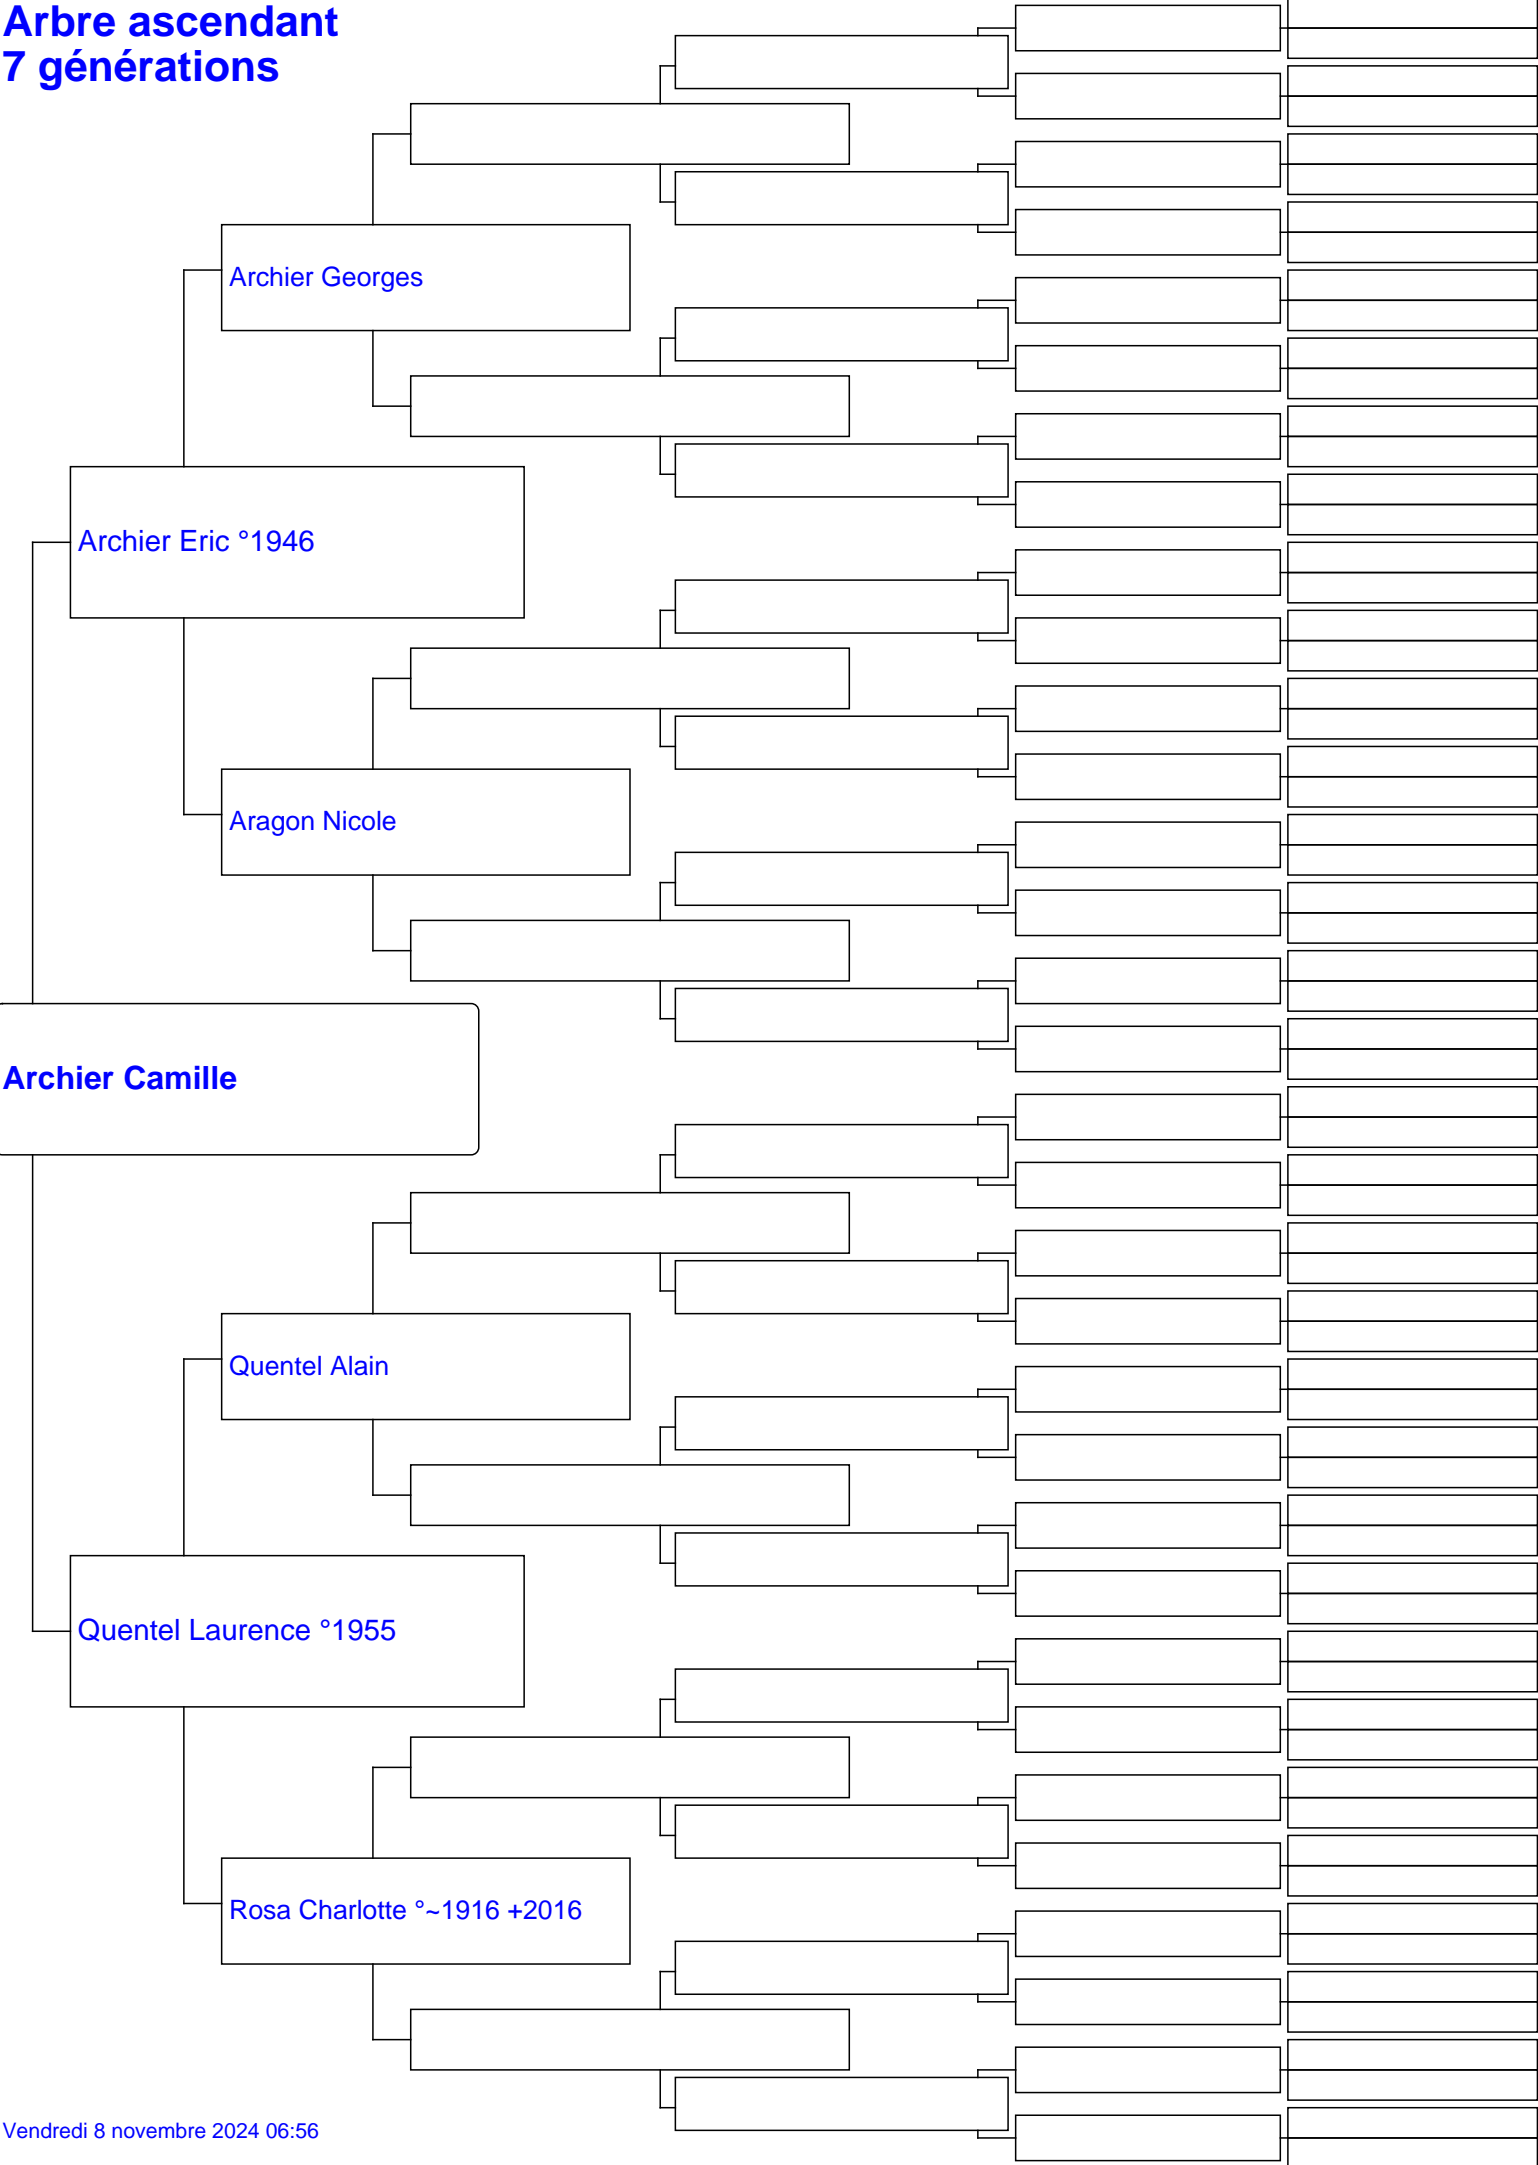 Arbre ascendant
7 générations
Archier Georges
Archier Eric °1946
Aragon Nicole
Archier Camille
Quentel Alain
Quentel Laurence °1955
Rosa Charlotte °~1916 +2016
Vendredi 8 novembre 2024 06:56